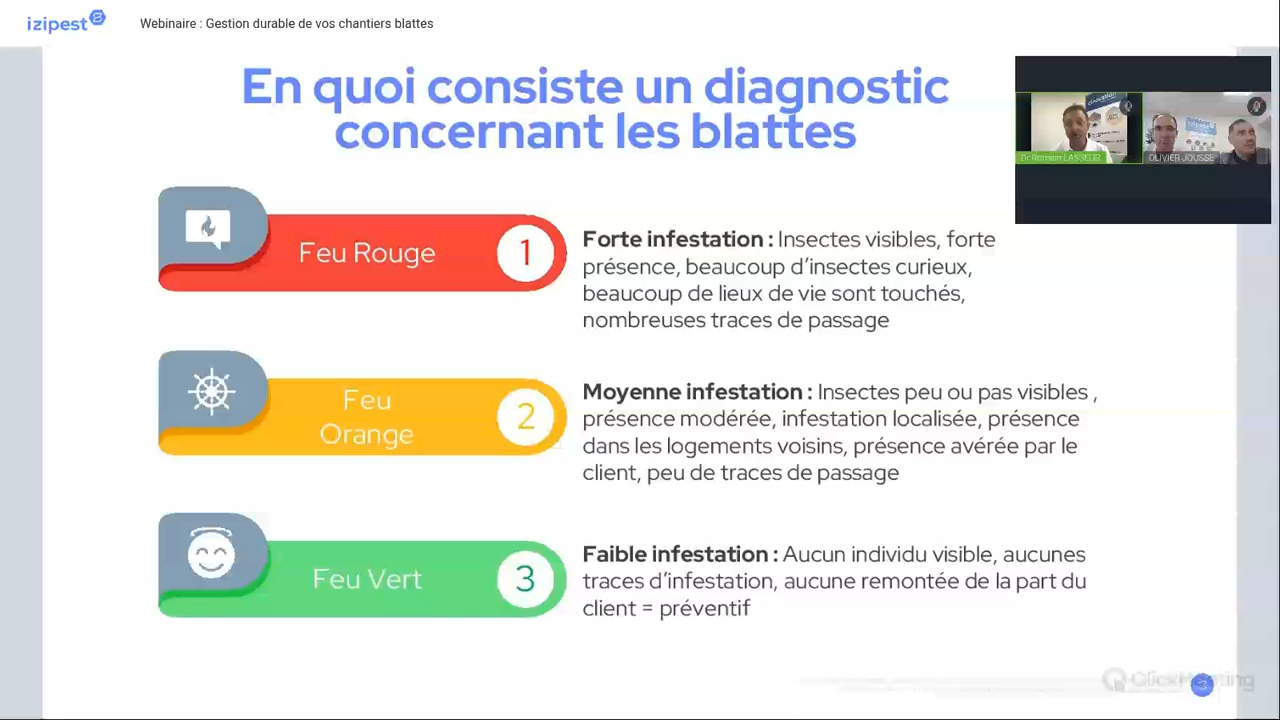 izipest
Webinaire : Gestion durable de vos chantiers blattes
En quoi consiste un diagnostic
concernant les blattes
OLIVIER JOUSSE
Feu Rouge
1
Forte infestation : Insectes visibles, forte
présence, beaucoup d’insectes curieux,
beaucoup de lieux de vie sont touchés,
nombreuses traces de passage
Feu
Orange
2
Moyenne infestation : Insectes peu ou pas visibles ,
présence modérée, infestation localisée, présence
dans les logements voisins, présence avérée par le
client, peu de traces de passage
Feu Vert
3
Faible infestation : Aucun individu visible, aucunes
traces d’infestation, aucune remontée de la part du
client = préventif
ClickMeeting